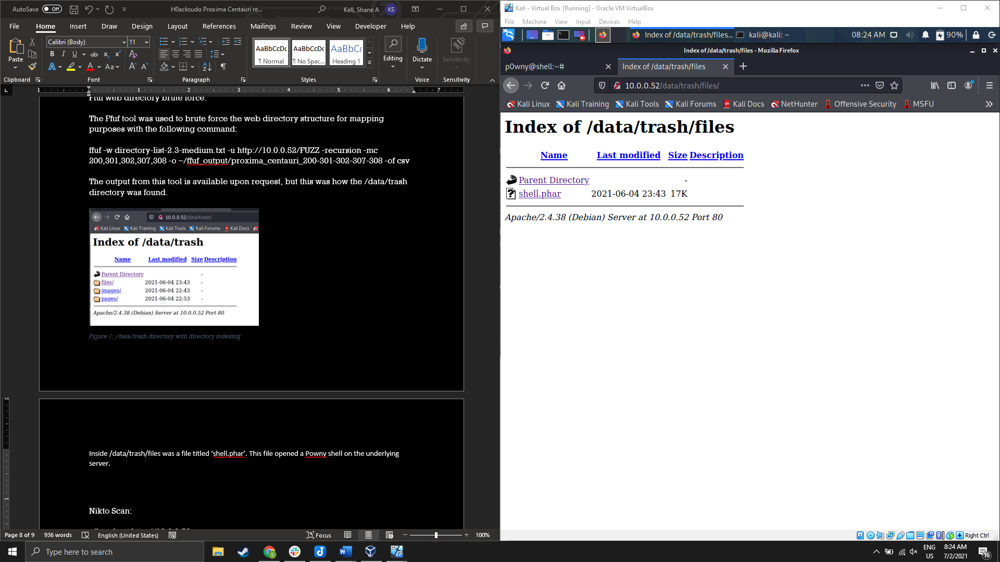 AutoSave Off H0acksudo Proxima Centauri re... Kell, Shane A KS
File Home Insert Draw Design Layout References Mailings Review View Developer Help
Calibri (Body) 11
Paste
AaBbCcDc AaBbCcDc AaBbCc
¶ Normal ¶ No Spac... Heading 1
Editing Dictate Sensitivity
Clipboard Font Paragraph Styles Voice Sensitivity
1 1 2 3 4 5 6 7
Ffuf web directory brute force:
The Ffuf tool was used to brute force the web directory structure for mapping
purposes with the following command:
ffuf -w directory-list-2.3-medium.txt -u http://10.0.0.52/FUZZ -recursion -mc
200,301,302,307,308 -o ~/ffuf_output/proxima_centauri_200-301-302-307-308 -of csv
The output from this tool is available upon request, but this was how the /data/trash
directory was found.
10.0.0.52/data/trash/
Kali Linux Kali Training Kali Tools Kali Forums Kali Docs
Index of /data/trash
Name Last modified Size Description
Parent Directory -
files/ 2021-06-04 23:43 -
images/ 2021-06-04 22:43 -
pages/ 2021-06-04 22:53 -
Apache/2.4.38 (Debian) Server at 10.0.0.52 Port 80
Figure 1: /data/trash directory with directory indexing
Inside /data/trash/files was a file titled ‘shell.phar’. This file opened a Powny shell on the underlying
server.
Nikto Scan:
Page 8 of 9 936 words English (United States) Focus 100%
Kali - Virtual Box [Running] - Oracle VM VirtualBox
File Machine View Input Devices Help
Index of /data/trash/files... kali@kali: ~ 08:24 AM 90%
Index of /data/trash/files - Mozilla Firefox
p0wny@shell:~# Index of /data/trash/files
10.0.0.52/data/trash/files/
Kali Linux Kali Training Kali Tools Kali Forums Kali Docs NetHunter Offensive Security MSFU
Index of /data/trash/files
Name Last modified Size Description
Parent Directory -
shell.phar 2021-06-04 23:43 17K
Apache/2.4.38 (Debian) Server at 10.0.0.52 Port 80
Right Ctrl
Type here to search
ENG
US
8:24 AM
7/2/2021
16